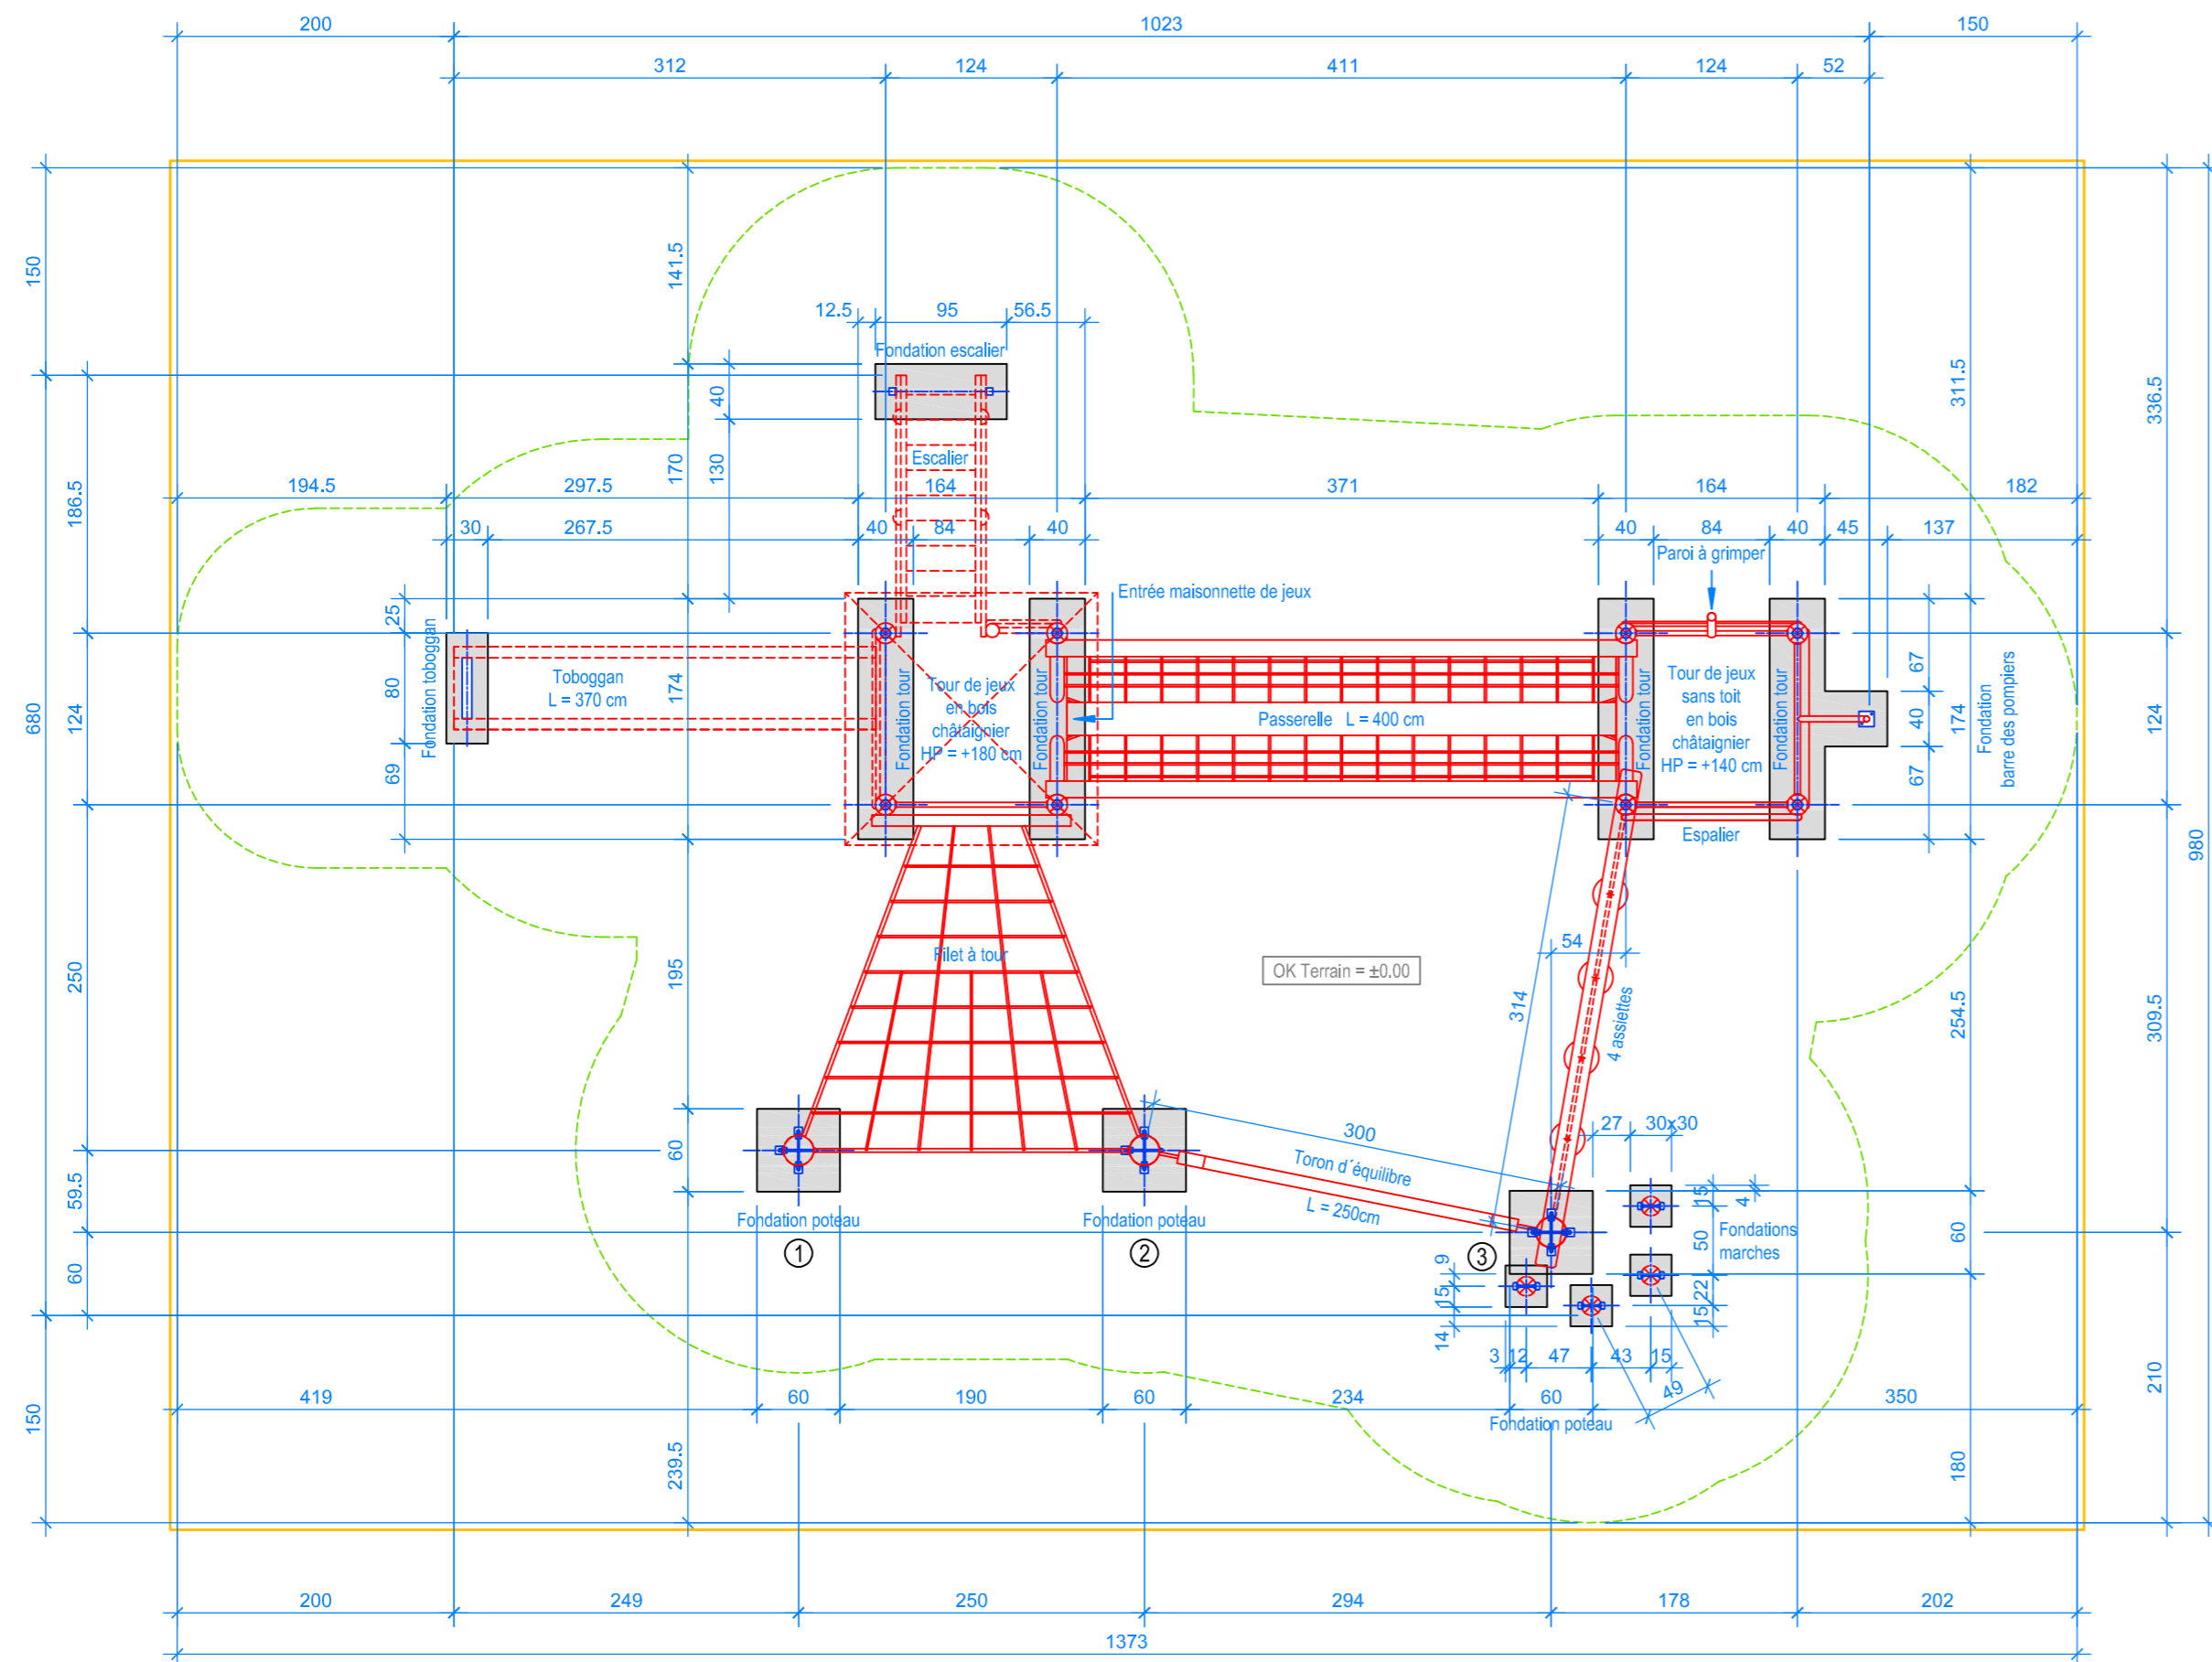 200
1023
150
312
124
411
124
52
150
141.5
311.5
336.5
12.5
95
56.5
Fondation escalier
40
130
170
186.5
Escalier
194.5
297.5
164
371
164
182
30
267.5
40
84
40
40
84
40
45
137
Paroi à grimper
Entrée maisonnette de jeux
25
80
69
Fondation toboggan
174
Toboggan
L = 370 cm
Fondation tour
Tour de jeux
en bois
châtaignier
HP = +180 cm
Fondation tour
Passerelle L = 400 cm
Fondation tour
Tour de jeux
sans toit
en bois
châtaignier
HP = +140 cm
Fondation tour
67
40
67
174
Fondation
barre des pompiers
124
680
124
980
Espalier
250
195
Filet à tour
OK Terrain = ±0.00
54
314
4 assiettes
254.5
309.5
60
59.5
60
300
Toron d´équilibre
L = 250cm
27
30x30
15
4
50
22
15
Fondations
marches
60
Fondation poteau
1
Fondation poteau
2
3
9
15
14
3
12
47
43
15
49
150
239.5
419
60
190
60
234
60
350
Fondation poteau
180
210
200
249
250
294
178
202
1373